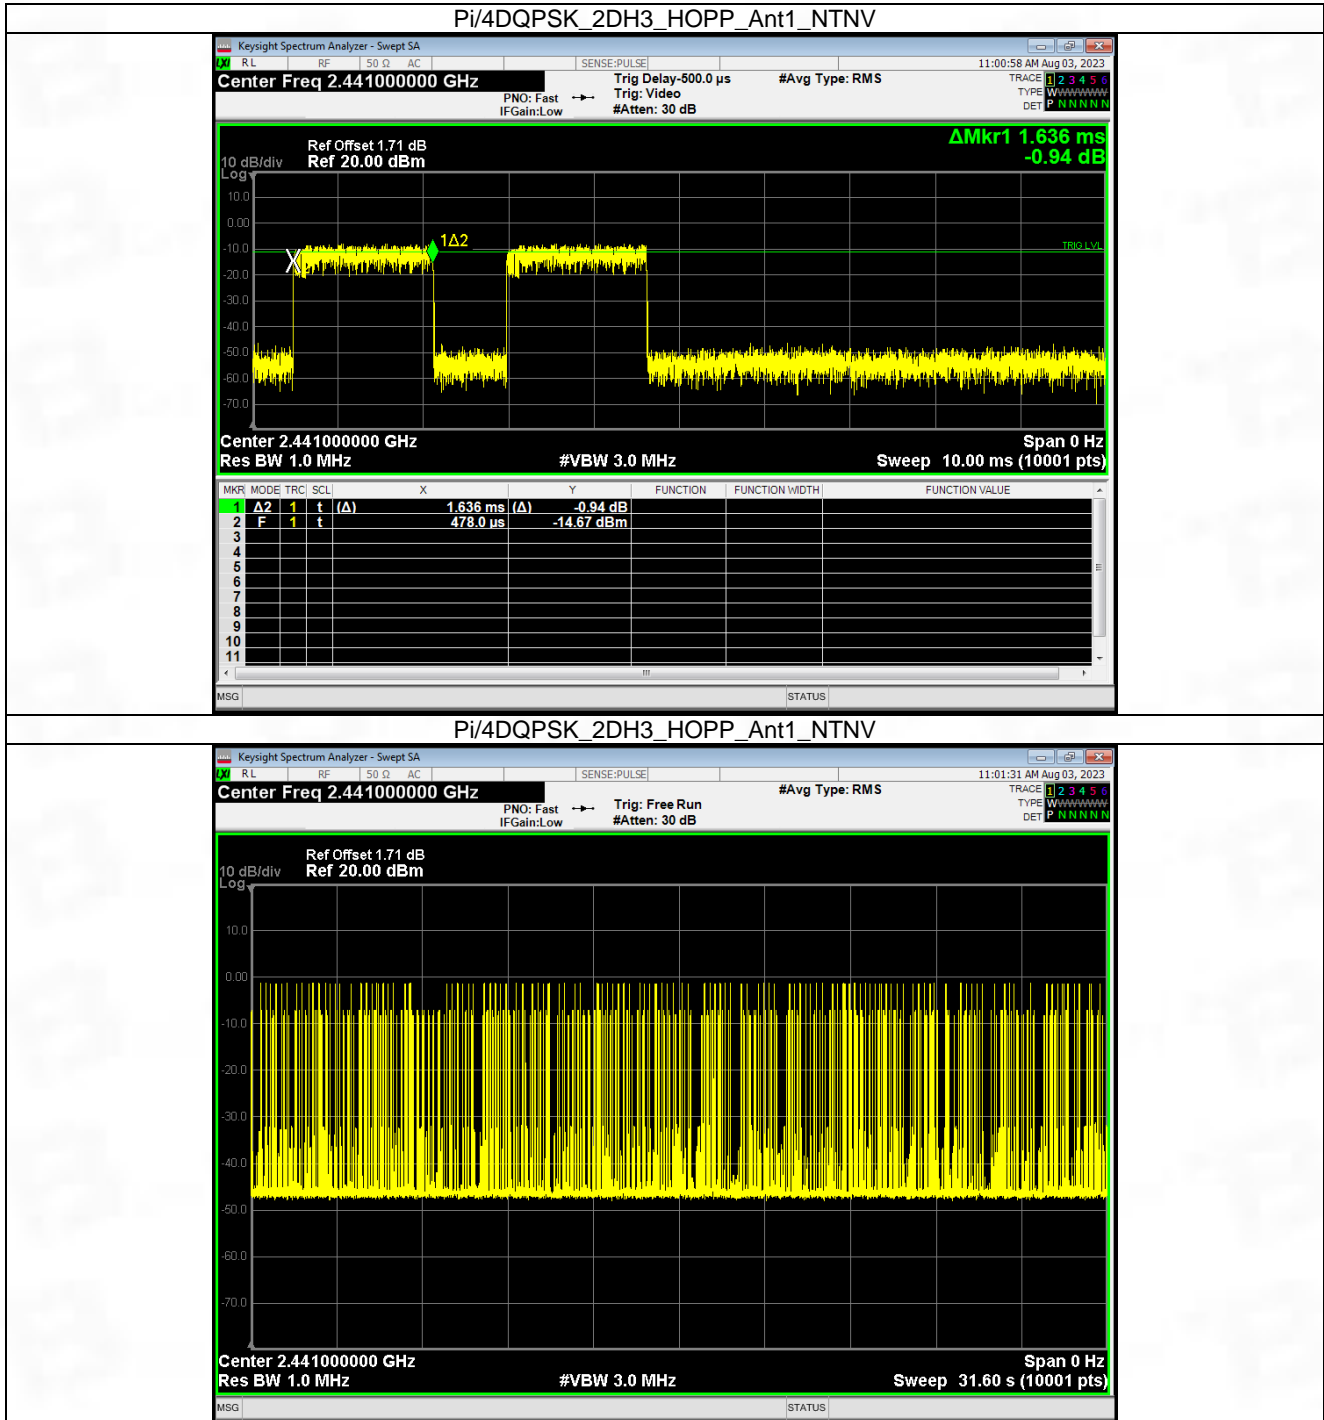 Pi/4DQPSK_2DH3_HOPP_Ant1_NTNV
Keysight Spectrum Analyzer - Swept SA
LXI RL RF 50 Ω AC SENSE:PULSE 11:00:58 AM Aug 03, 2023
Center Freq 2.441000000 GHz
PNO: Fast
IFGain:Low
Trig Delay-500.0 µs
Trig: Video
#Atten: 30 dB
#Avg Type: RMS
TRACE 1 2 3 4 5 6
TYPE WWWWWW
DET P N N N N N
ΔMkr1 1.636 ms
-0.94 dB
Ref Offset 1.71 dB
10 dB/div Ref 20.00 dBm
Log
10.0
0.00
-10.0
-20.0
-30.0
-40.0
-50.0
-60.0
-70.0
X
1Δ2
TRIG LVL
Center 2.441000000 GHz Span 0 Hz
Res BW 1.0 MHz #VBW 3.0 MHz Sweep 10.00 ms (10001 pts)
MKR MODE TRC SCL X Y FUNCTION FUNCTION WIDTH FUNCTION VALUE
1 Δ2 1 t (Δ) 1.636 ms (Δ) -0.94 dB
2 F 1 t 478.0 µs -14.67 dBm
3
4
5
6
7
8
9
10
11
MSG STATUS
Pi/4DQPSK_2DH3_HOPP_Ant1_NTNV
Keysight Spectrum Analyzer - Swept SA
LXI RL RF 50 Ω AC SENSE:PULSE 11:01:31 AM Aug 03, 2023
Center Freq 2.441000000 GHz
PNO: Fast
IFGain:Low
Trig: Free Run
#Atten: 30 dB
#Avg Type: RMS
TRACE 1 2 3 4 5 6
TYPE WWWWWW
DET P N N N N N
Ref Offset 1.71 dB
10 dB/div Ref 20.00 dBm
Log
10.0
0.00
-10.0
-20.0
-30.0
-40.0
-50.0
-60.0
-70.0
Center 2.441000000 GHz Span 0 Hz
Res BW 1.0 MHz #VBW 3.0 MHz Sweep 31.60 s (10001 pts)
MSG STATUS